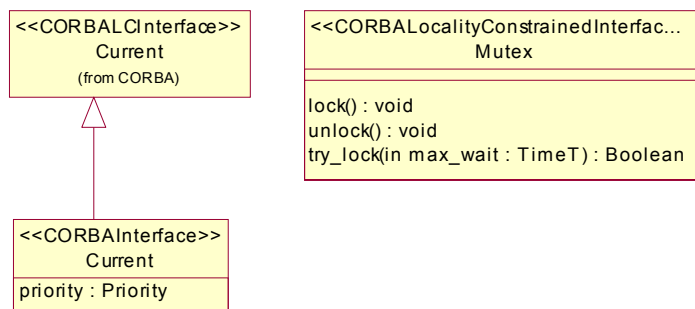 <<CORBALCInterface>>
Current
(from CORBA)
<<CORBALocalityConstrainedInterfac...
Mutex
lock() : void
unlock() : void
try_lock(in max_wait : TimeT) : Boolean
<<CORBAInterface>>
Current
priority : Priority